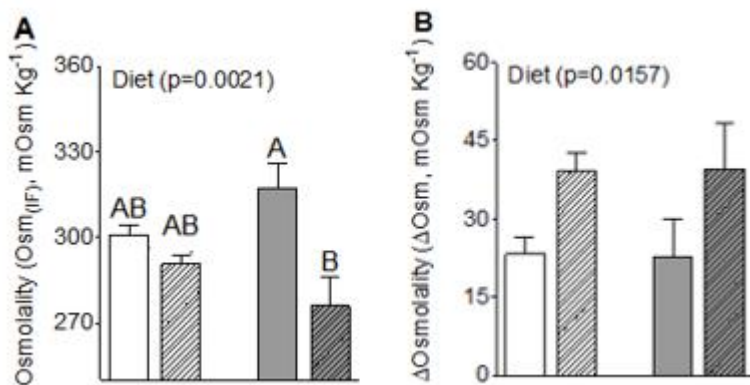 A
Osmolality (Osm(IF), mOsm Kg-1)
360
330
300
270
Diet (p=0.0021)
AB
AB
A
B
B
ΔOsmolality (ΔOsm, mOsm Kg-1)
60
45
30
15
0
Diet (p=0.0157)